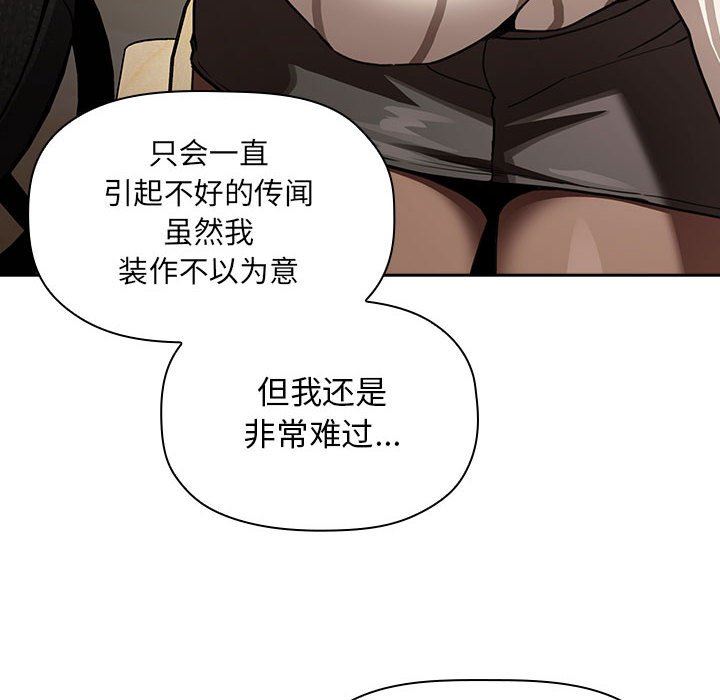 只会一直
引起不好的传闻
虽然我
装作不以为意
但我还是
非常难过...